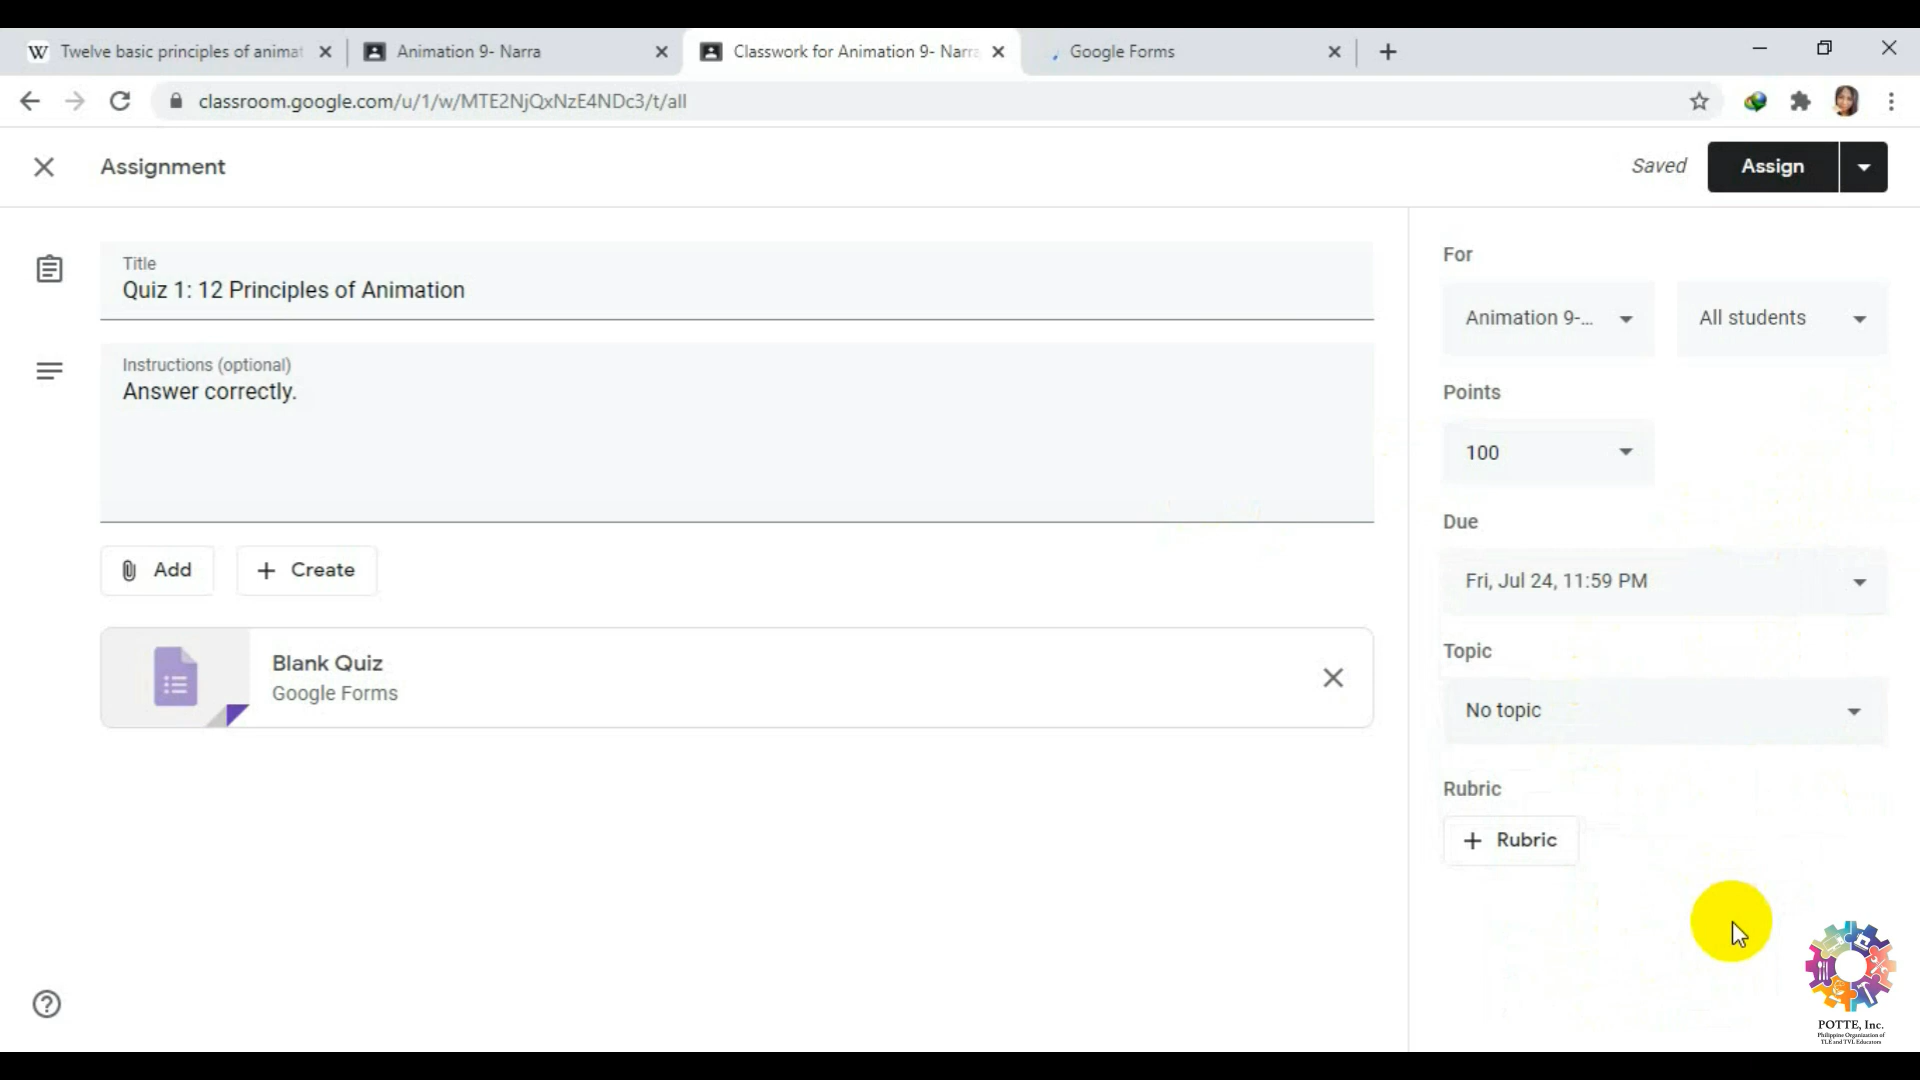 Twelve basic principles of animat
Animation 9- Narra
Classwork for Animation 9- Narra
Google Forms
classroom.google.com/u/1/w/MTE2NjQxNzE4NDc3/t/all
Assignment
Saved
Assign
Title
Quiz 1: 12 Principles of Animation
Instructions (optional)
Answer correctly.
Add
Create
Blank Quiz
Google Forms
For
Animation 9-...
All students
Points
100
Due
Fri, Jul 24, 11:59 PM
Topic
No topic
Rubric
Rubric
POTTE, Inc.
Philippine Organization of
TLE and TVL Educators